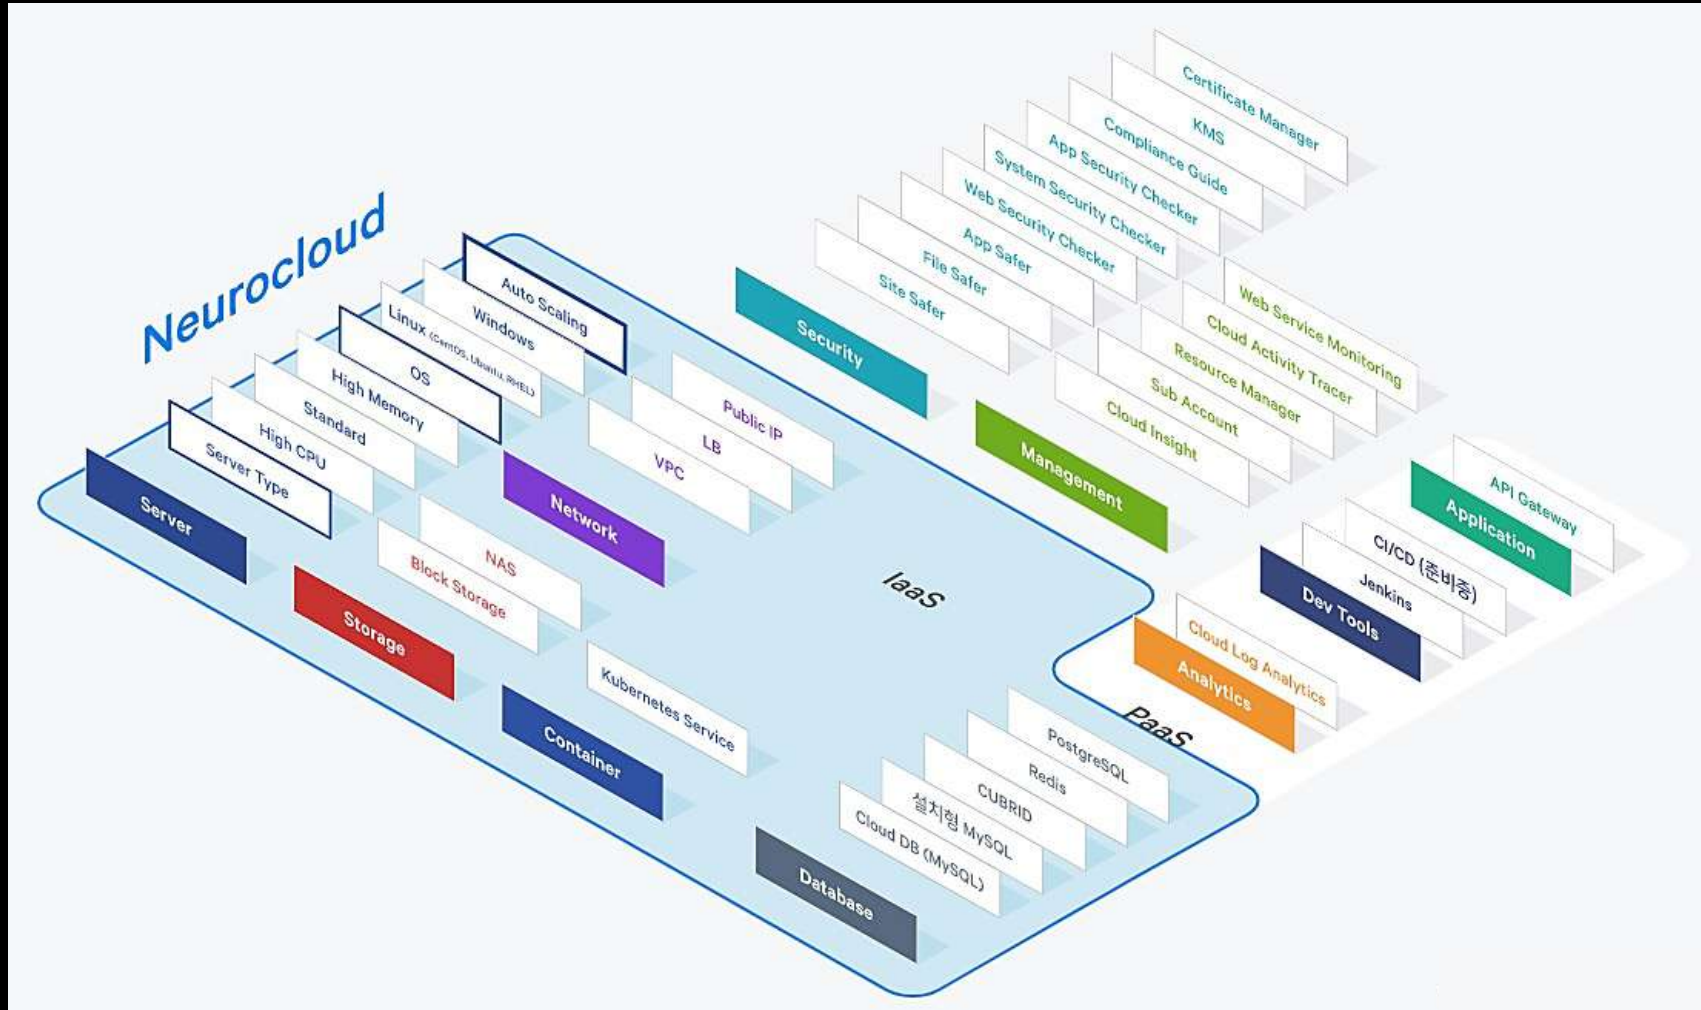 Neurocloud
Server
Server Type
High CPU
Standard
High Memory
OS
Linux (CentOS, Ubuntu, RHEL)
Windows
Auto Scaling
Storage
Block Storage
NAS
Network
VPC
LB
Public IP
Container
Kubernetes Service
Database
Cloud DB (MySQL)
설치형 MySQL
CUBRID
Redis
PostgreSQL
IaaS
PaaS
Security
Site Safer
File Safer
App Safer
Web Security Checker
System Security Checker
App Security Checker
Compliance Guide
KMS
Certificate Manager
Management
Cloud Insight
Sub Account
Resource Manager
Cloud Activity Tracer
Web Service Monitoring
Analytics
Cloud Log Analytics
Dev Tools
Jenkins
CI/CD (준비중)
Application
API Gateway